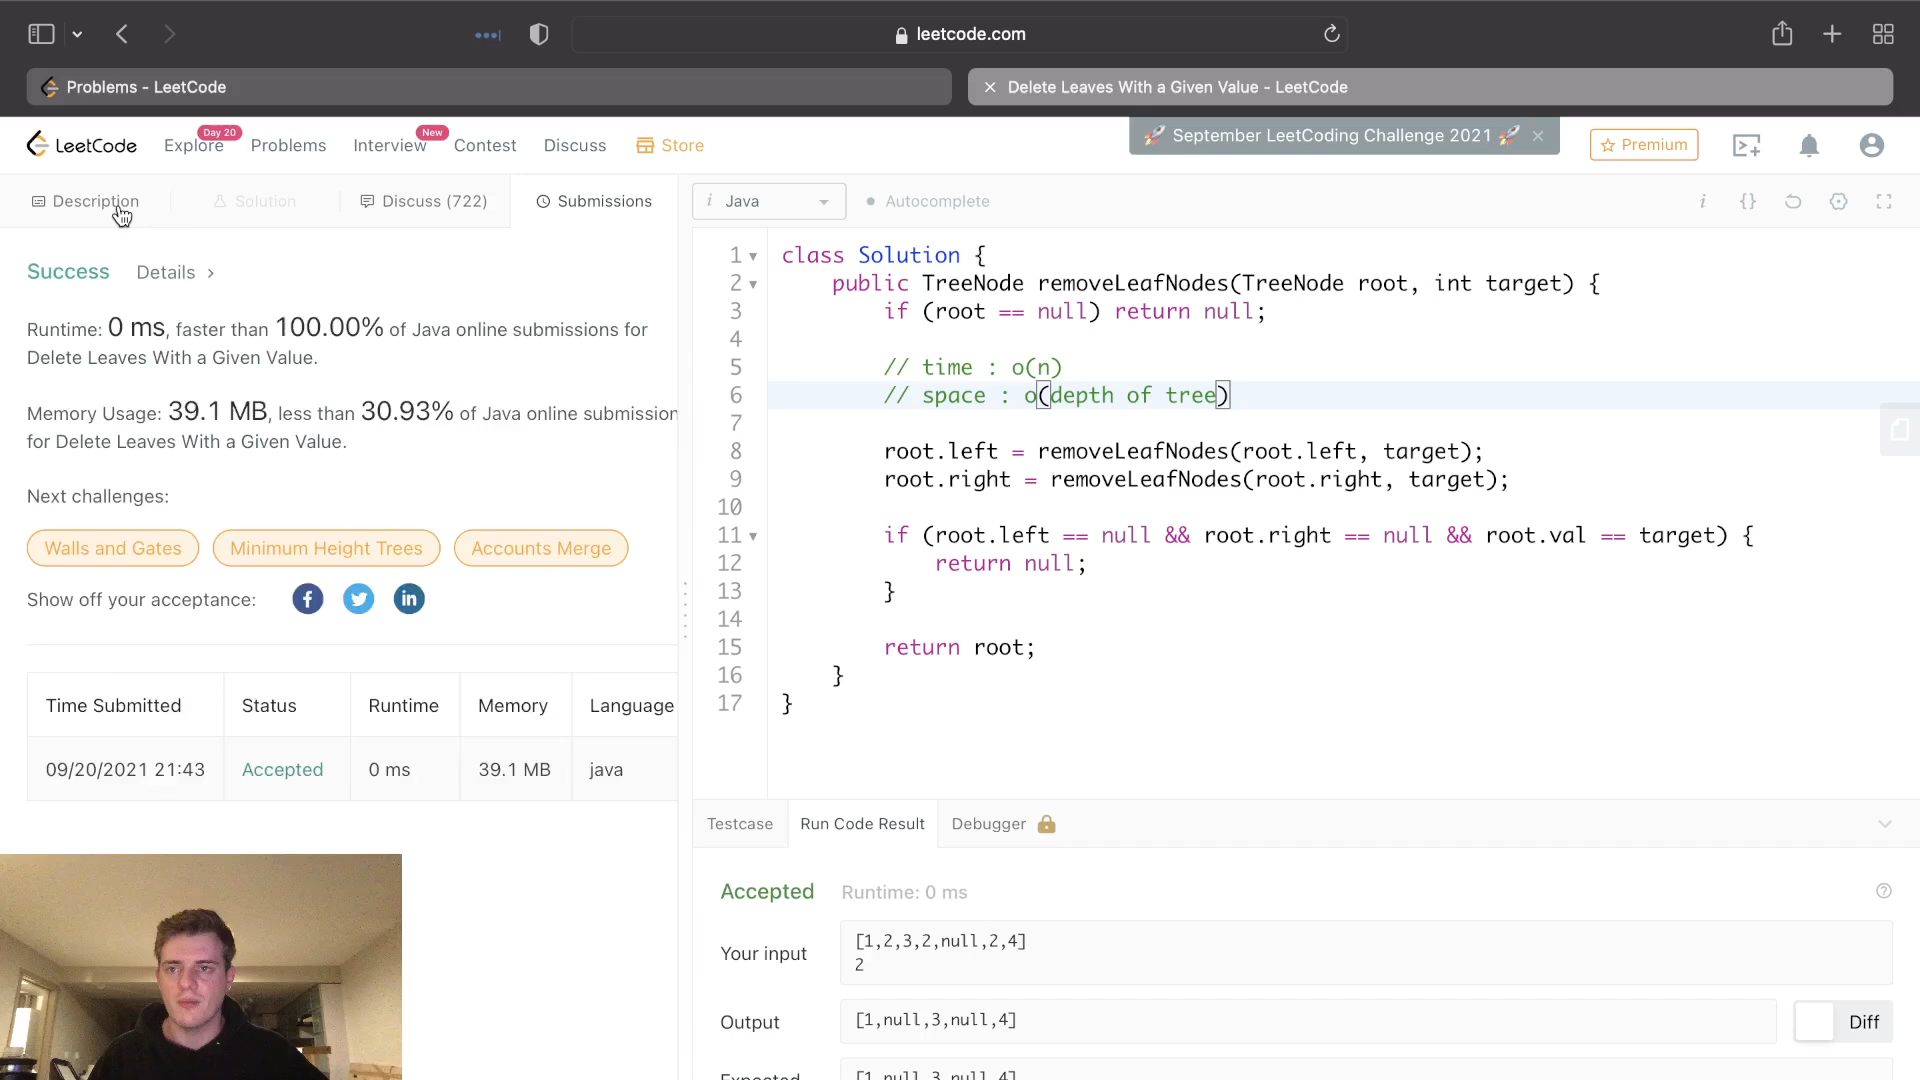 leetcode.com
Problems - LeetCode
Delete Leaves With a Given Value - LeetCode
LeetCode
Explore
Day 20
Problems
Interview
New
Contest
Discuss
Store
🚀 September LeetCoding Challenge 2021 🚀
Premium
Description
Solution
Discuss (722)
Submissions
Success
Details
Runtime: 0 ms, faster than 100.00% of Java online submissions for
Delete Leaves With a Given Value.
Memory Usage: 39.1 MB, less than 30.93% of Java online submission
for Delete Leaves With a Given Value.
Next challenges:
Walls and Gates
Minimum Height Trees
Accounts Merge
Show off your acceptance:
Time Submitted Status Runtime Memory Language
09/20/2021 21:43 Accepted 0 ms 39.1 MB java
i Java
Autocomplete
i {}
1 class Solution {
2 public TreeNode removeLeafNodes(TreeNode root, int target) {
3 if (root == null) return null;
4
5 // time : o(n)
6 // space : o(depth of tree)
7
8 root.left = removeLeafNodes(root.left, target);
9 root.right = removeLeafNodes(root.right, target);
10
11 if (root.left == null && root.right == null && root.val == target) {
12 return null;
13 }
14
15 return root;
16 }
17 }
Testcase
Run Code Result
Debugger
Accepted
Runtime: 0 ms
Your input
[1,2,3,2,null,2,4]
2
Output
[1,null,3,null,4]
Diff
Expected
[1,null,3,null,4]